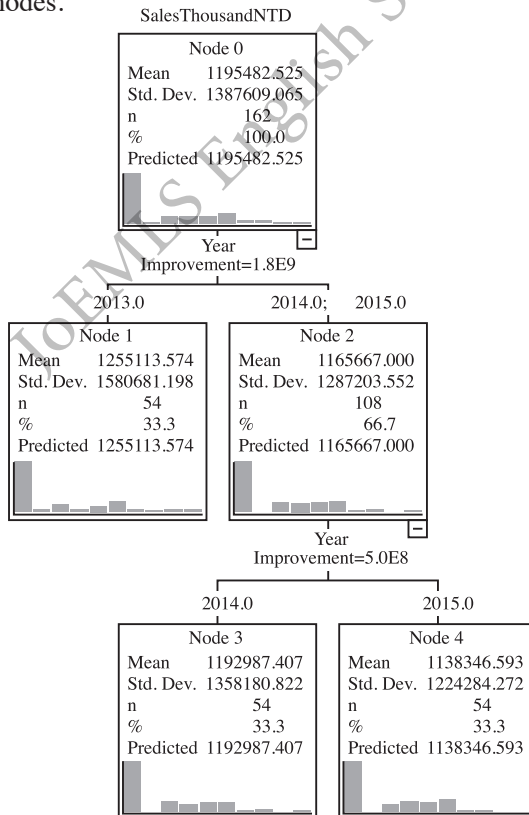 nodes:
SalesThousandNTD
Node 0
Mean 1195482.525
Std. Dev. 1387609.065
n 162
% 100.0
Predicted 1195482.525
Year
Improvement=1.8E9
2013.0
2014.0; 2015.0
Node 1
Mean 1255113.574
Std. Dev. 1580681.198
n 54
% 33.3
Predicted 1255113.574
Node 2
Mean 1165667.000
Std. Dev. 1287203.552
n 108
% 66.7
Predicted 1165667.000
Year
Improvement=5.0E8
2014.0
2015.0
Node 3
Mean 1192987.407
Std. Dev. 1358180.822
n 54
% 33.3
Predicted 1192987.407
Node 4
Mean 1138346.593
Std. Dev. 1224284.272
n 54
% 33.3
Predicted 1138346.593
JoEMLS English S